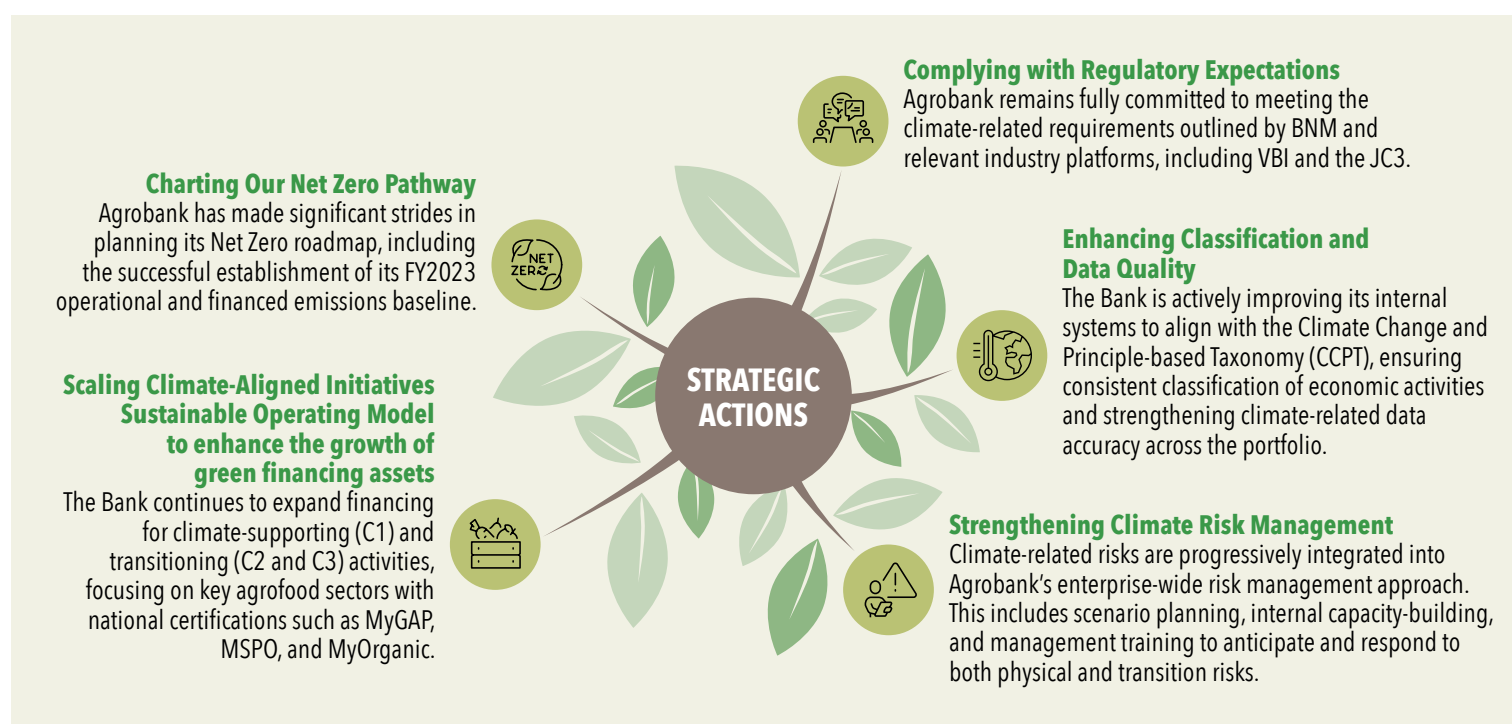 Complying with Regulatory Expectations
Agrobank remains fully committed to meeting the
climate-related requirements outlined by BNM and
relevant industry platforms, including VBI and the JC3.
Charting Our Net Zero Pathway
Agrobank has made significant strides in
planning its Net Zero roadmap, including
the successful establishment of its FY2023
operational and financed emissions baseline.
NET
ZERO
Enhancing Classification and
Data Quality
The Bank is actively improving its internal
systems to align with the Climate Change and
Principle-based Taxonomy (CCPT), ensuring
consistent classification of economic activities
and strengthening climate-related data
accuracy across the portfolio.
STRATEGIC
ACTIONS
Scaling Climate-Aligned Initiatives
Sustainable Operating Model
to enhance the growth of
green financing assets
The Bank continues to expand financing
for climate-supporting (C1) and
transitioning (C2 and C3) activities,
focusing on key agrofood sectors with
national certifications such as MyGAP,
MSPO, and MyOrganic.
Strengthening Climate Risk Management
Climate-related risks are progressively integrated into
Agrobank's enterprise-wide risk management approach.
This includes scenario planning, internal capacity-building,
and management training to anticipate and respond to
both physical and transition risks.